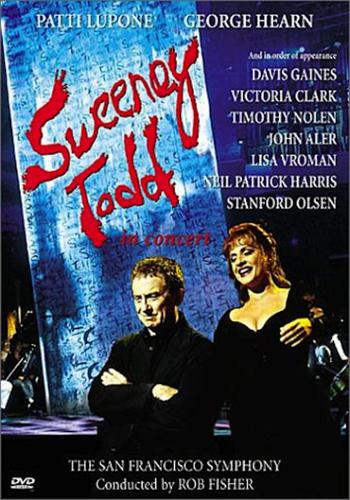 PATTI LUPONE GEORGE HEARN
And in order of appearance
DAVIS GAINES
VICTORIA CLARK
TIMOTHY NOLEN
JOHN ALER
LISA VROMAN
NEIL PATRICK HARRIS
STANFORD OLSEN
Sweeney
Todd
in concert
DVD
VIDEO
THE SAN FRANCISCO SYMPHONY
Conducted by ROB FISHER